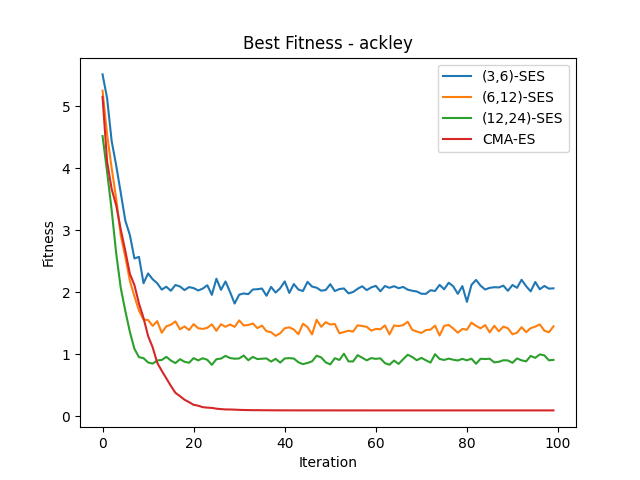 Best Fitness - ackley
(3,6)-SES
(6,12)-SES
(12,24)-SES
CMA-ES
Fitness
5
4
3
2
1
0
0 20 40 60 80 100
Iteration